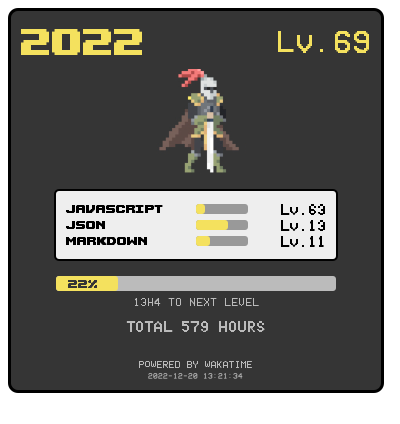 2022 Lv.69
JAVASCRIPT Lv.63
JSON Lv.13
MARKDOWN Lv.11
22%
13H4 TO NEXT LEVEL
TOTAL 579 HOURS
POWERED BY WAKATIME
2022-12-20 13:21:34